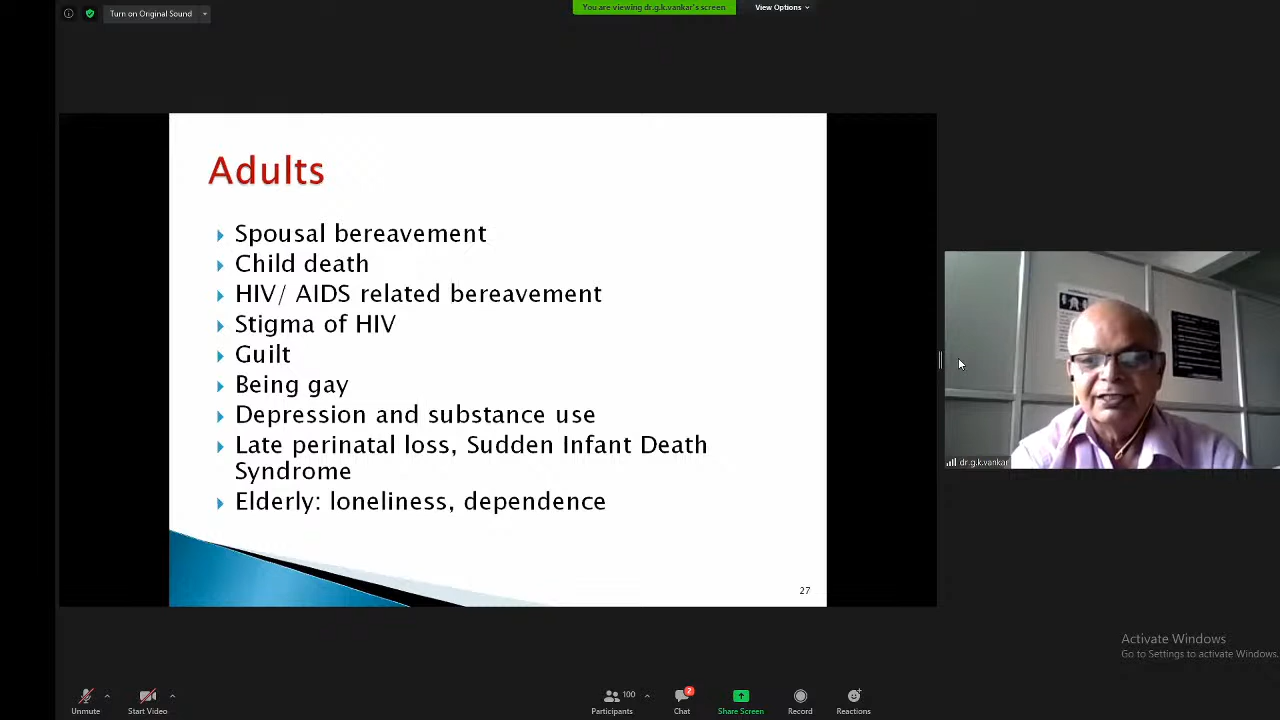 Turn on Original Sound
You are viewing dr.g.k.vankar's screen
View Options
Adults
Spousal bereavement
Child death
HIV/ AIDS related bereavement
Stigma of HIV
Guilt
Being gay
Depression and substance use
Late perinatal loss, Sudden Infant Death
Syndrome
Elderly: loneliness, dependence
27
dr.g.k.vankar
Activate Windows
Go to Settings to activate Windows.
Unmute
Start Video
100
Participants
2
Chat
Share Screen
Record
Reactions